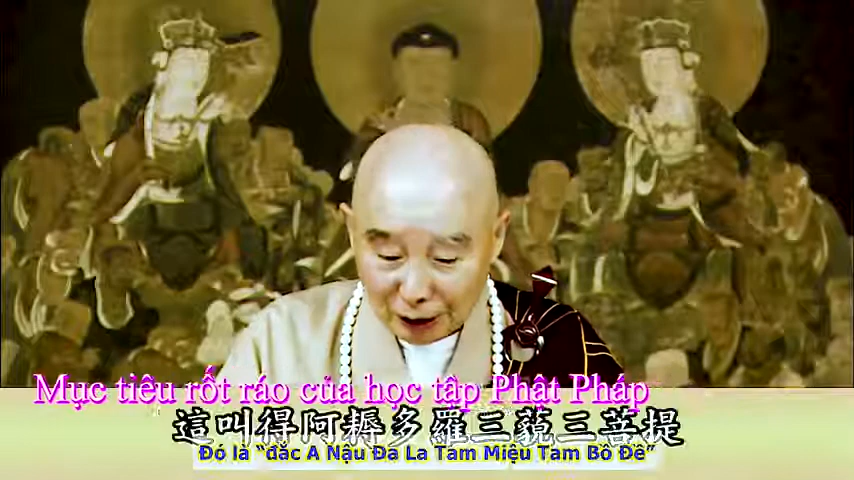 Mục tiêu rốt ráo của học tập Phật Pháp
這叫得阿耨多羅三藐三菩提
Đó là “đắc A Nậu Đa La Tam Miệu Tam Bồ Đề”